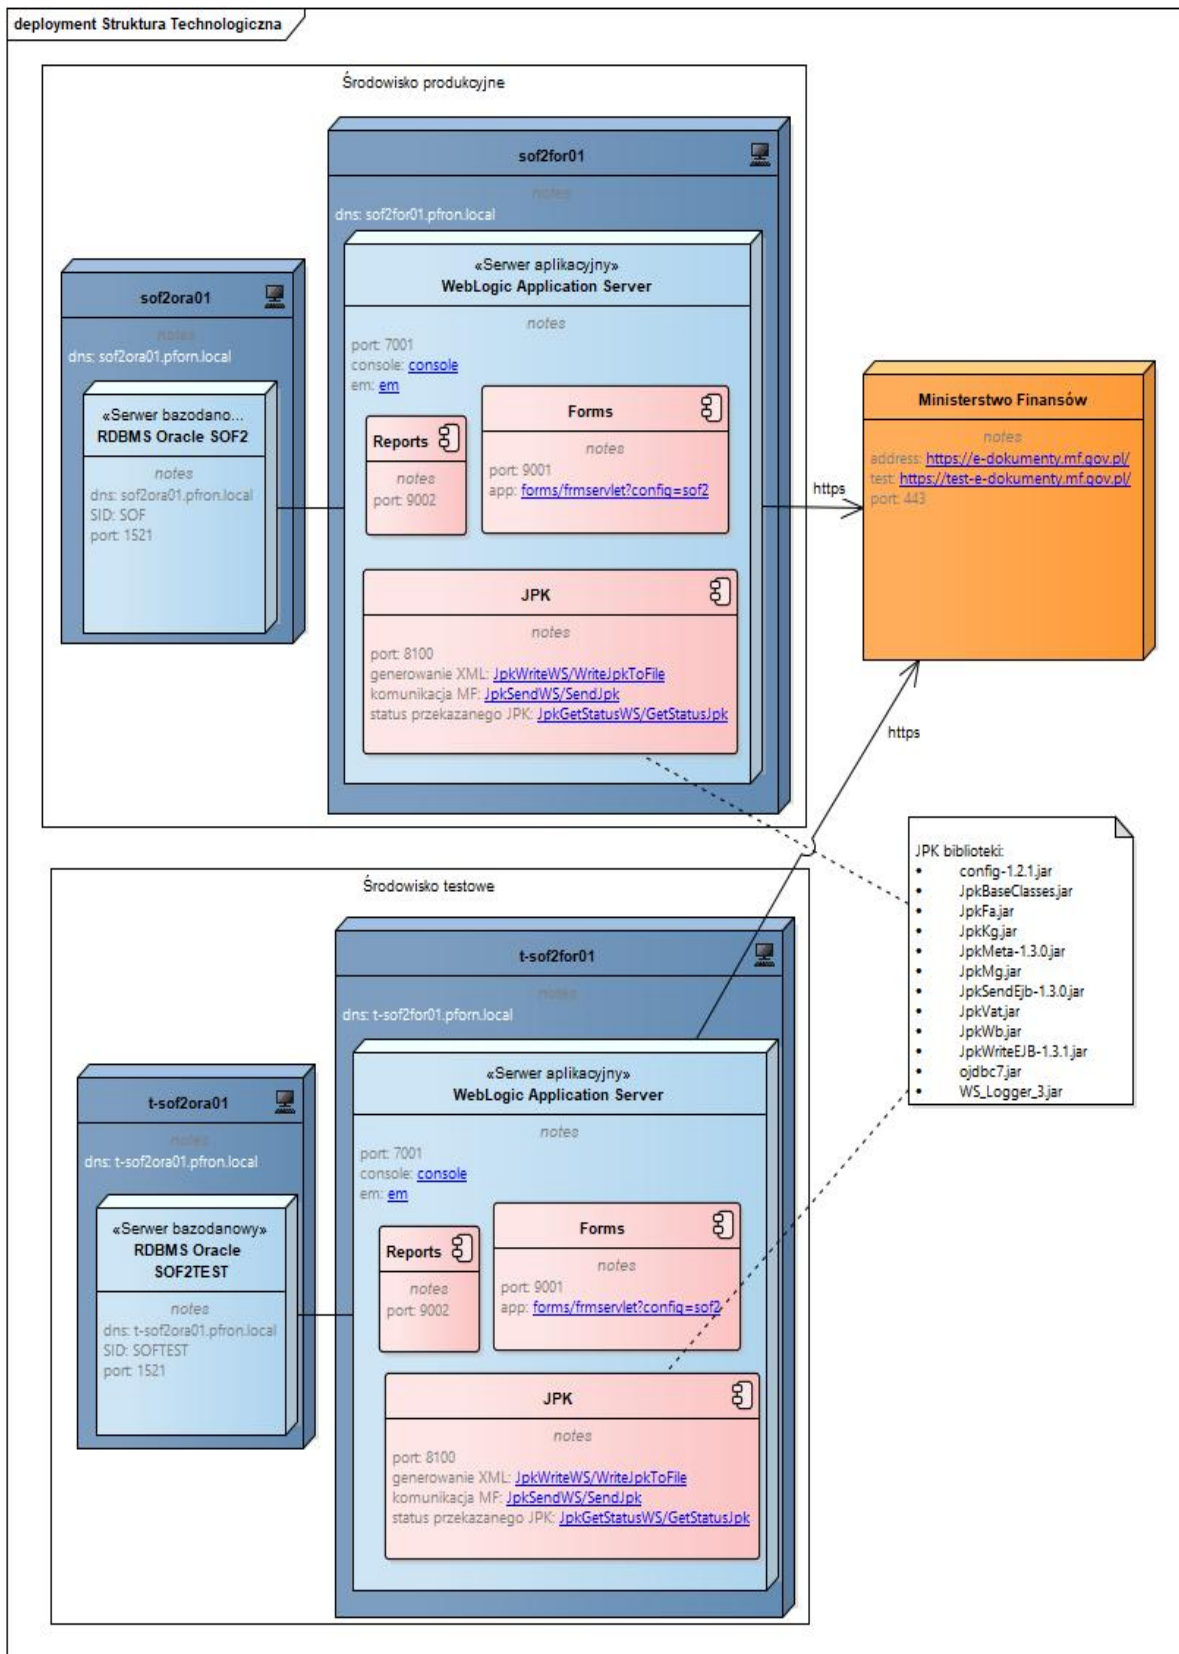 deployment Struktura Technologiczna
Środowisko produkcyjne
sof2for01
notes
dns: sof2for01.pfron.local
«Serwer aplikacyjny»
WebLogic Application Server
notes
port: 7001
console: console
em: em
Reports
notes
port: 9002
Forms
notes
port: 9001
app: forms/frmservlet?config=sof2
JPK
notes
port: 8100
generowanie XML: JpkWriteWS/WriteJpkToFile
komunikacja MF: JpkSendWS/SendJpk
status przekazanego JPK: JpkGetStatusWS/GetStatusJpk
sof2ora01
notes
dns: sof2ora01.pforn.local
«Serwer bazodano...
RDBMS Oracle SOF2
notes
dns: sof2ora01.pfron.local
SID: SOF
port: 1521
https
Ministerstwo Finansów
notes
address: https://e-dokumenty.mf.gov.pl/
test: https://test-e-dokumenty.mf.gov.pl/
port: 443
https
JPK biblioteki:
• config-1.2.1.jar
• JpkBaseClasses.jar
• JpkFa.jar
• JpkKg.jar
• JpkMeta-1.3.0.jar
• JpkMg.jar
• JpkSendEjb-1.3.0.jar
• JpkVat.jar
• JpkWb.jar
• JpkWriteEJB-1.3.1.jar
• ojdbc7.jar
• WS_Logger_3.jar
Środowisko testowe
t-sof2for01
notes
dns: t-sof2for01.pforn.local
«Serwer aplikacyjny»
WebLogic Application Server
notes
port: 7001
console: console
em: em
Reports
notes
port: 9002
Forms
notes
port: 9001
app: forms/frmservlet?config=sof2
JPK
notes
port: 8100
generowanie XML: JpkWriteWS/WriteJpkToFile
komunikacja MF: JpkSendWS/SendJpk
status przekazanego JPK: JpkGetStatusWS/GetStatusJpk
t-sof2ora01
notes
dns: t-sof2ora01.pfron.local
«Serwer bazodanowy»
RDBMS Oracle
SOF2TEST
notes
dns: t-sof2ora01.pfron.local
SID: SOFTEST
port: 1521